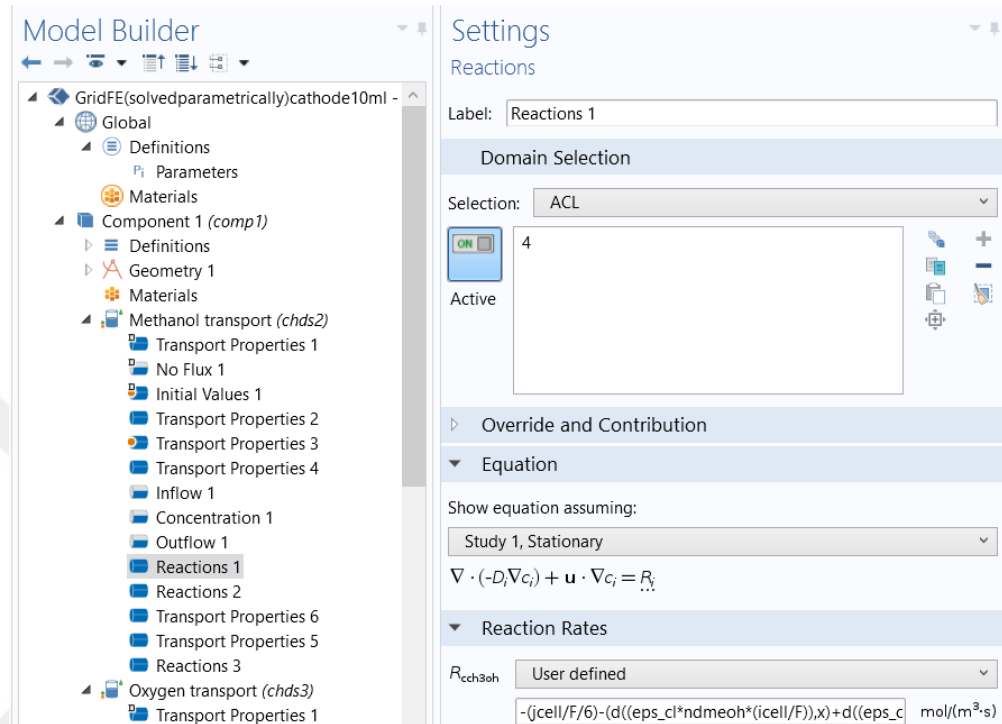 Model Builder
GridFE(solvedparametrically)cathode10ml -
Global
Definitions
Pi Parameters
Materials
Component 1 (comp1)
Definitions
Geometry 1
Materials
Methanol transport (chds2)
Transport Properties 1
No Flux 1
Initial Values 1
Transport Properties 2
Transport Properties 3
Transport Properties 4
Inflow 1
Concentration 1
Outflow 1
Reactions 1
Reactions 2
Transport Properties 6
Transport Properties 5
Reactions 3
Oxygen transport (chds3)
Transport Properties 1
Settings
Reactions
Label: Reactions 1
Domain Selection
Selection: ACL
ON
4
Active
Override and Contribution
Equation
Show equation assuming:
Study 1, Stationary
∇ · (-Dᵢ∇cᵢ) + u · ∇cᵢ = Rᵢ
Reaction Rates
Rcch3oh User defined
-(jcell/F/6)-(d((eps_cl*ndmeoh*(icell/F)),x)+d((eps_c mol/(m³·s)